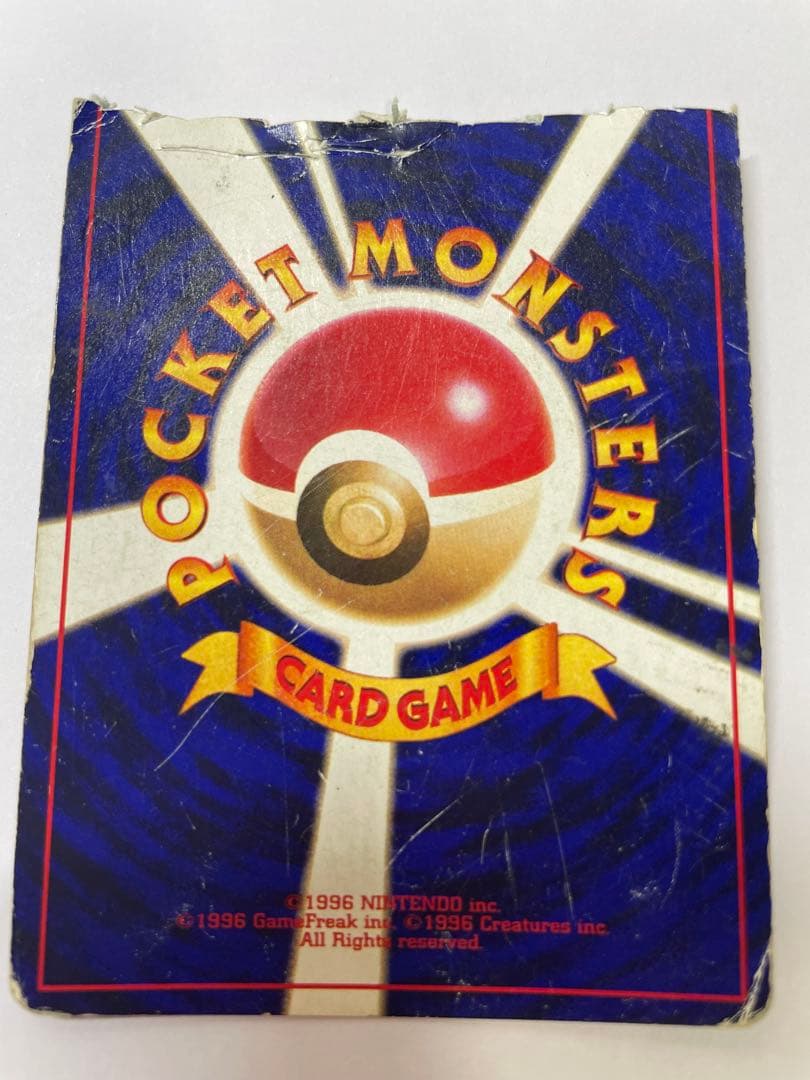 POCKET MONSTERS
CARD GAME
©1996 NINTENDO inc.
©1996 GameFreak inc. ©1996 Creatures inc.
All Rights reserved.